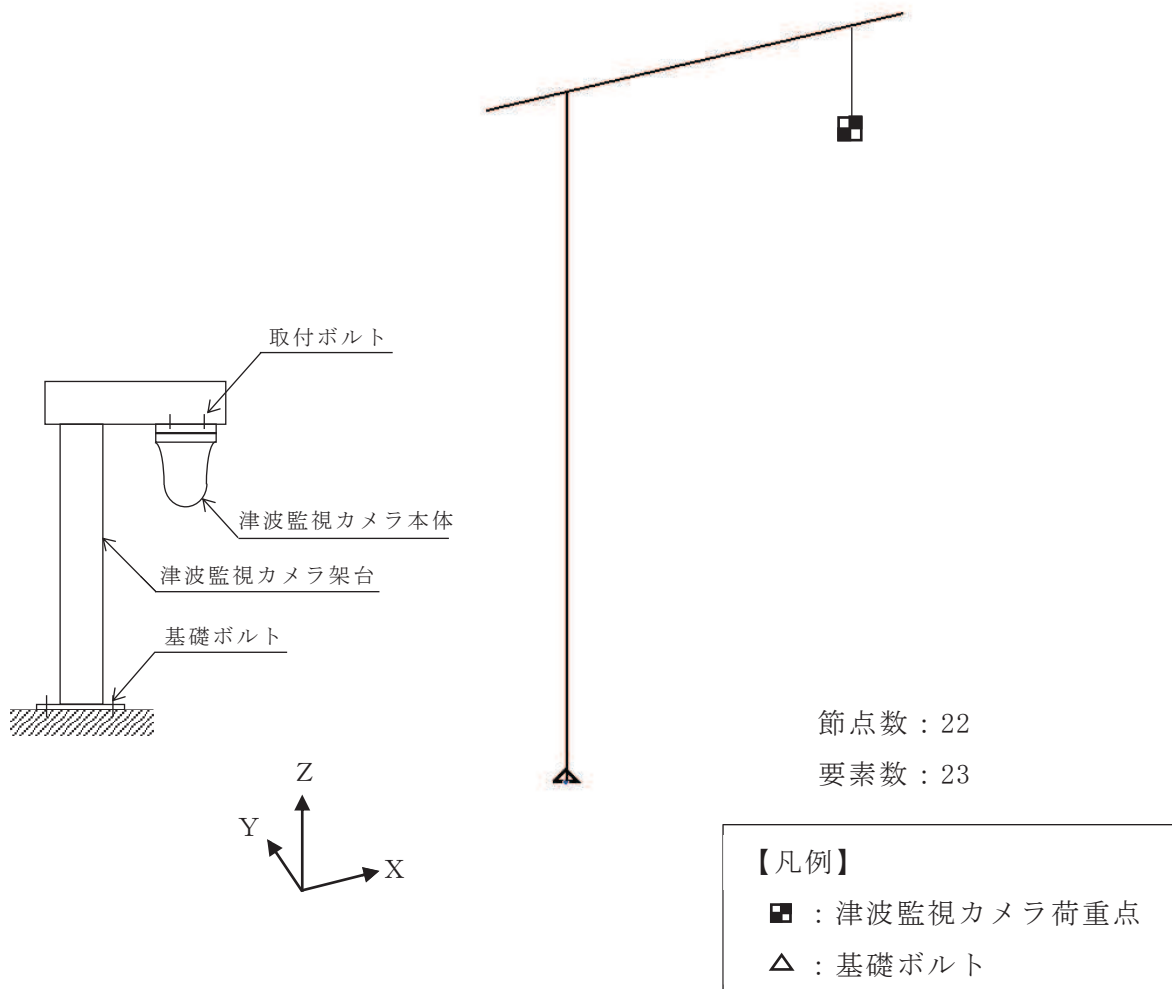 取付ボルト
津波監視カメラ本体
津波監視カメラ架台
基礎ボルト
Z
Y
X
節点数：22
要素数：23
【凡例】
：津波監視カメラ荷重点
：基礎ボルト